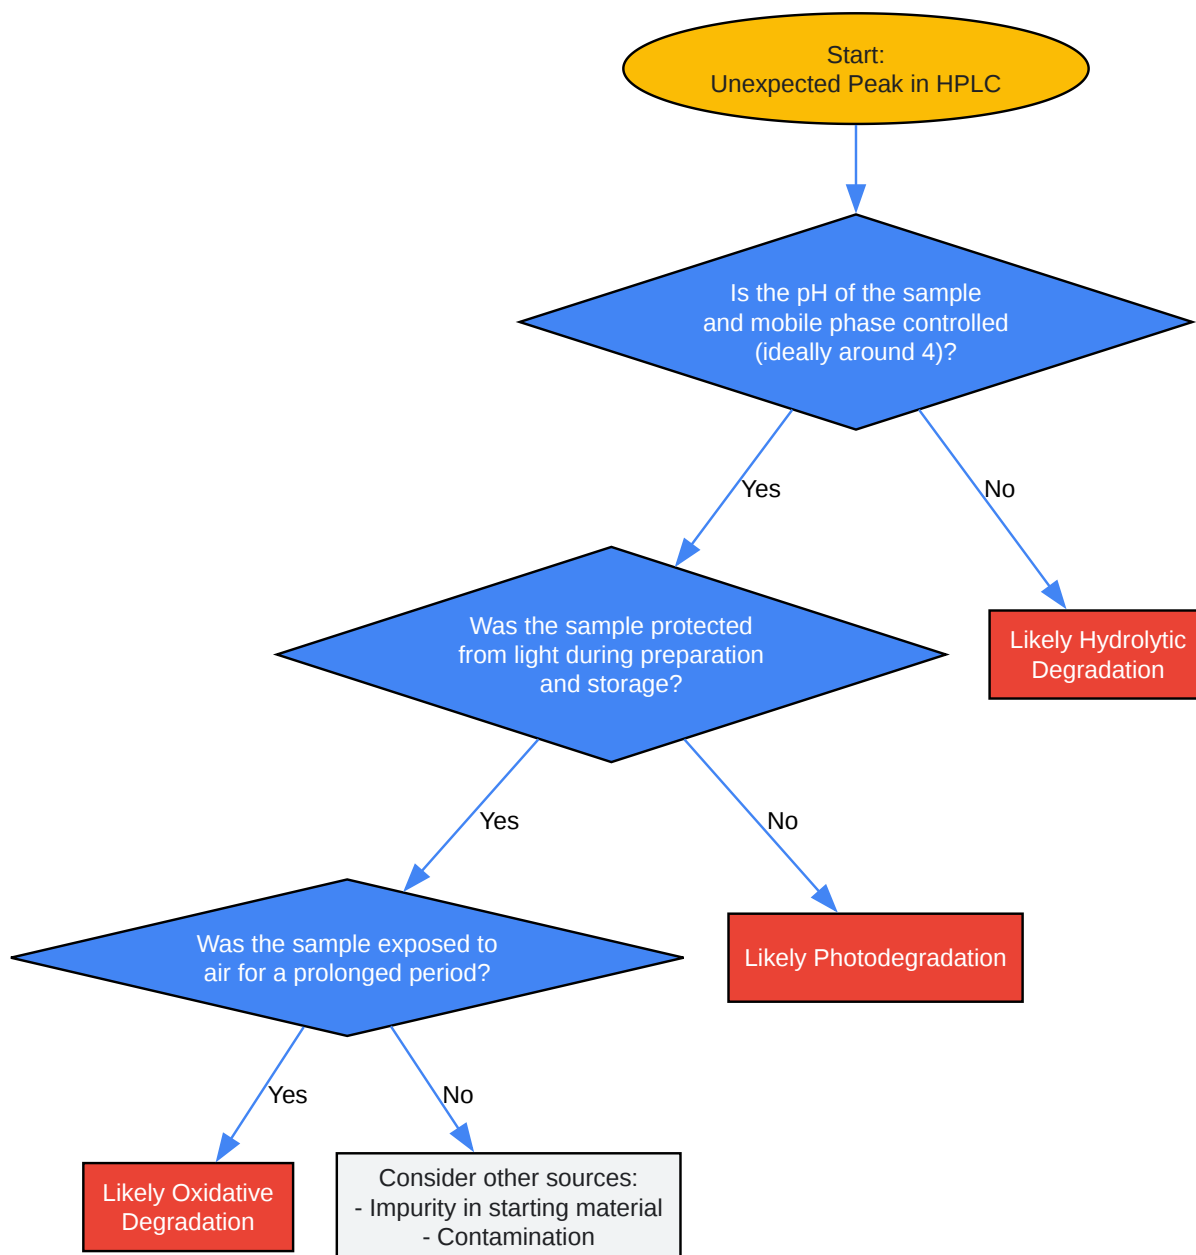 Start:
Unexpected Peak in HPLC
Is the pH of the sample
and mobile phase controlled
(ideally around 4)?
Yes
No
Was the sample protected
from light during preparation
and storage?
Likely Hydrolytic
Degradation
Yes
No
Was the sample exposed to
air for a prolonged period?
Likely Photodegradation
Yes
No
Likely Oxidative
Degradation
Consider other sources:
- Impurity in starting material
- Contamination